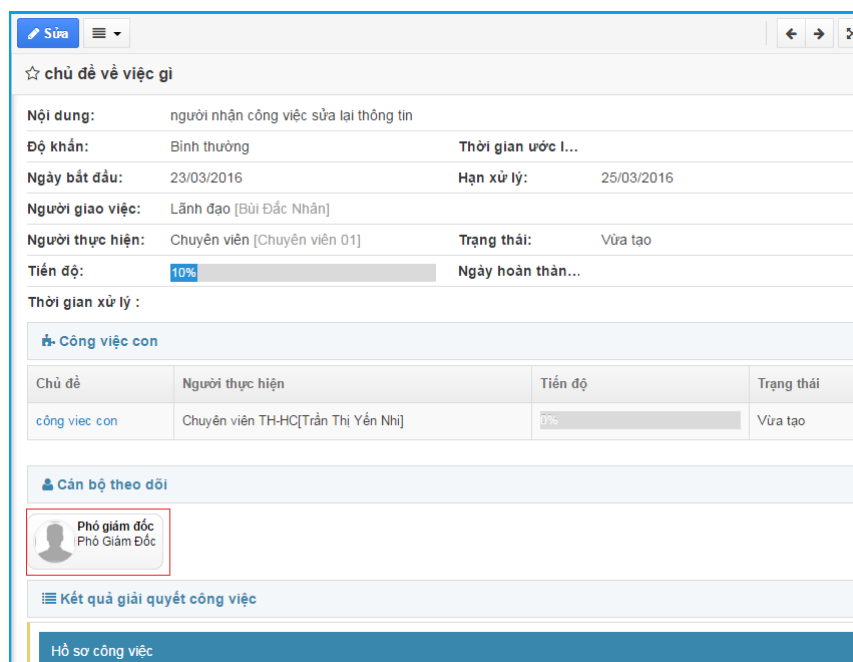 Sửa
chủ đề về việc gì
Nội dung: người nhận công việc sửa lại thông tin
Độ khẩn: Bình thường Thời gian ước l...
Ngày bắt đầu: 23/03/2016 Hạn xử lý: 25/03/2016
Người giao việc: Lãnh đạo [Bùi Đắc Nhân]
Người thực hiện: Chuyên viên [Chuyên viên 01] Trạng thái: Vừa tạo
Tiến độ: 10% Ngày hoàn thàn...
Thời gian xử lý :
Công việc con
Chủ đề Người thực hiện Tiến độ Trạng thái
công viec con Chuyên viên TH-HC[Trần Thị Yến Nhi] 0% Vừa tạo
Cán bộ theo dõi
Phó giám đốc
Phó Giám Đốc
Kết quả giải quyết công việc
Hồ sơ công việc